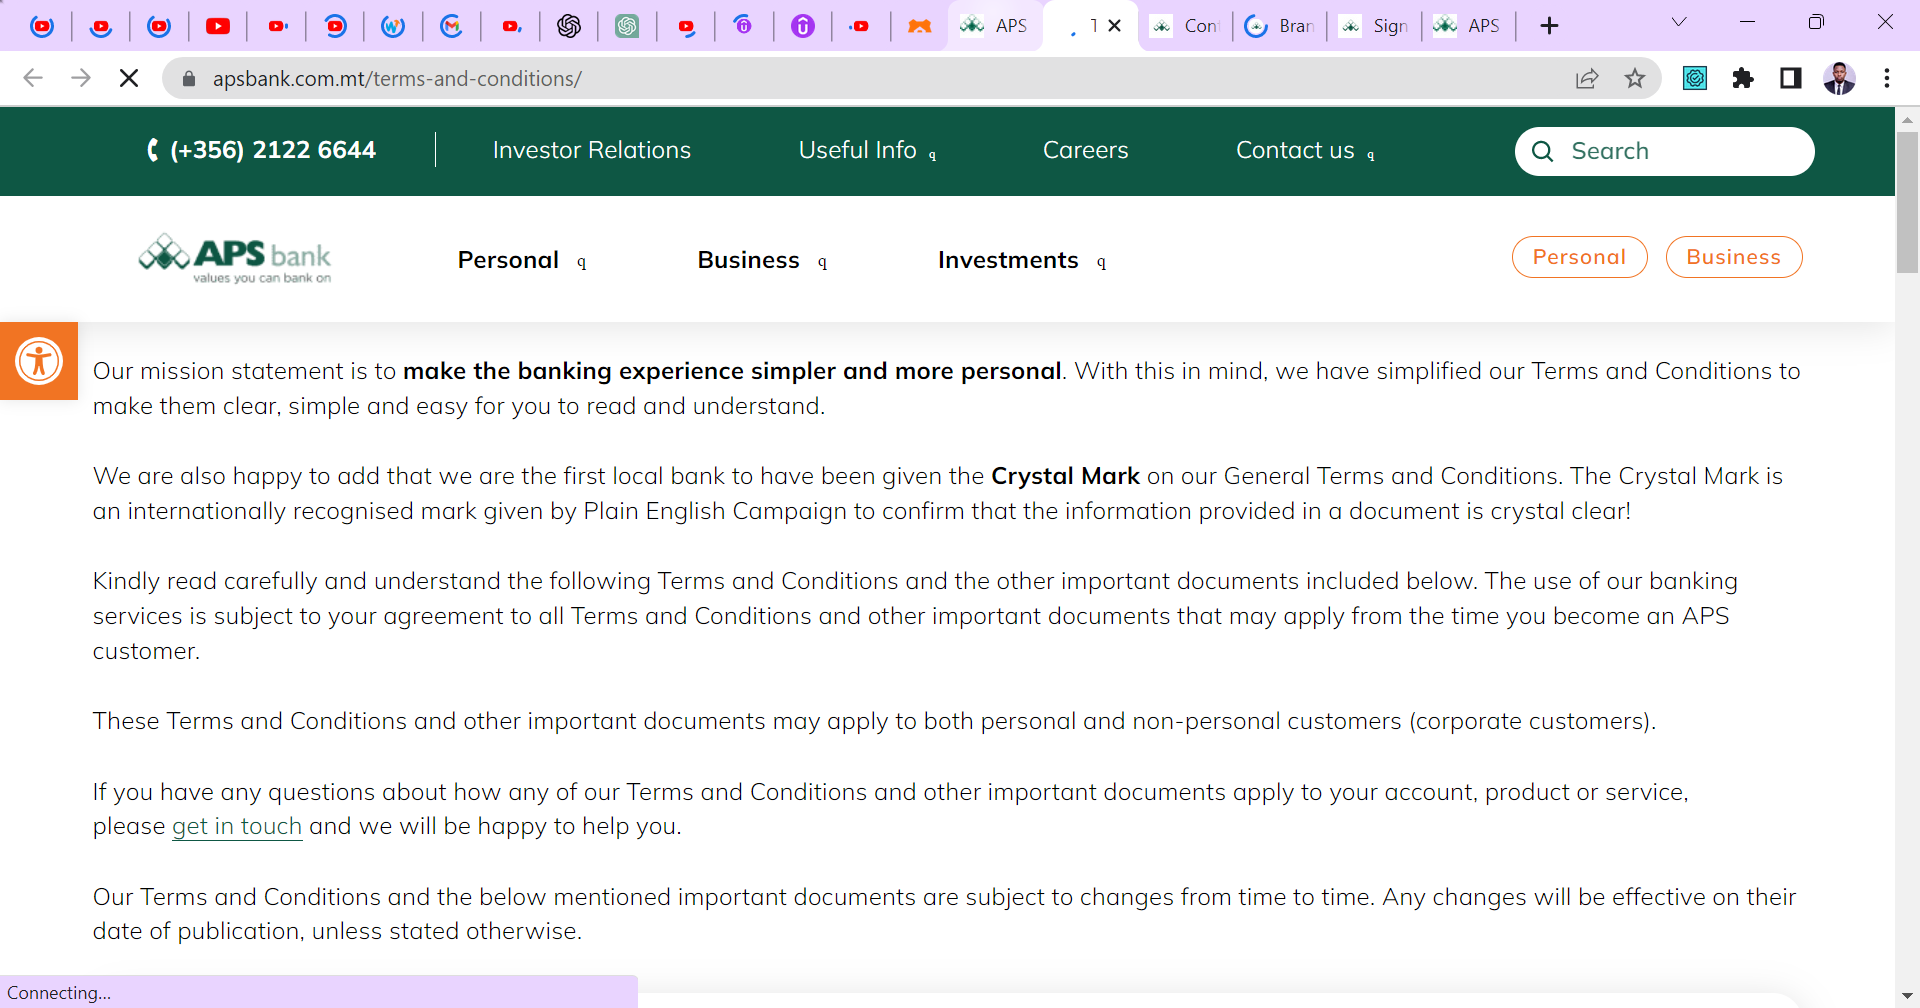 APS
T
Con
Bran
Sign
APS
apsbank.com.mt/terms-and-conditions/
(+356) 2122 6644
Investor Relations
Useful Info q
Careers
Contact us q
Search
APS bank
values you can bank on
Personal q
Business q
Investments q
Personal
Business
Our mission statement is to make the banking experience simpler and more personal. With this in mind, we have simplified our Terms and Conditions to
make them clear, simple and easy for you to read and understand.
We are also happy to add that we are the first local bank to have been given the Crystal Mark on our General Terms and Conditions. The Crystal Mark is
an internationally recognised mark given by Plain English Campaign to confirm that the information provided in a document is crystal clear!
Kindly read carefully and understand the following Terms and Conditions and the other important documents included below. The use of our banking
services is subject to your agreement to all Terms and Conditions and other important documents that may apply from the time you become an APS
customer.
These Terms and Conditions and other important documents may apply to both personal and non-personal customers (corporate customers).
If you have any questions about how any of our Terms and Conditions and other important documents apply to your account, product or service,
please get in touch and we will be happy to help you.
Our Terms and Conditions and the below mentioned important documents are subject to changes from time to time. Any changes will be effective on their
date of publication, unless stated otherwise.
Connecting...